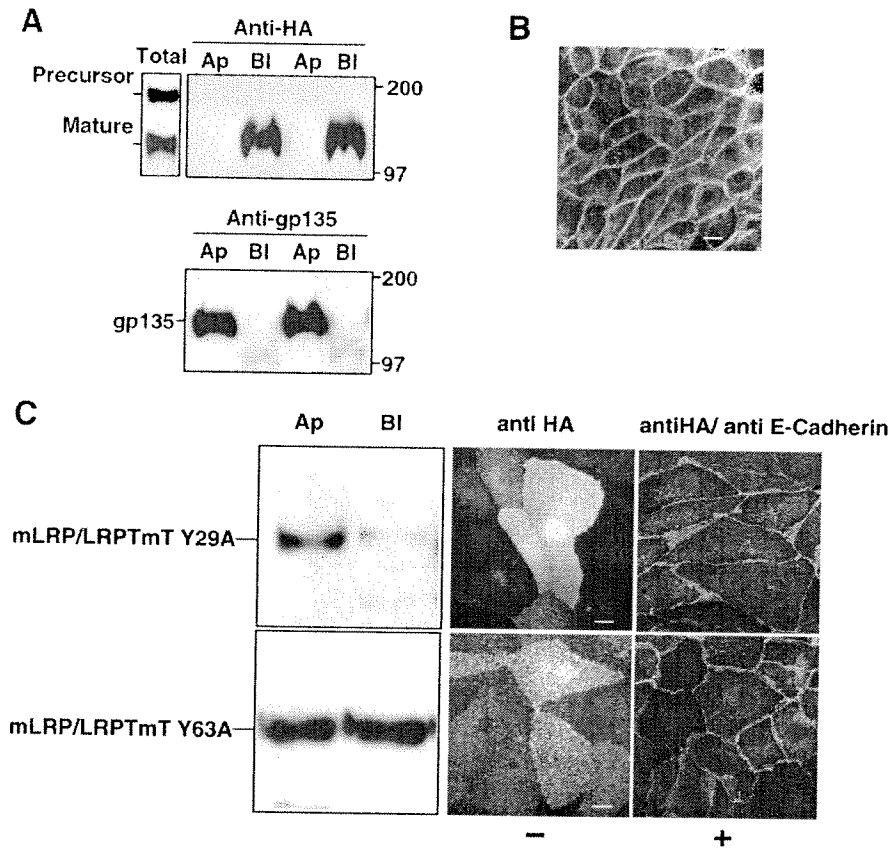 A
Anti-HA
Total Ap Bl Ap Bl
Precursor
200
Mature
97
Anti-gp135
Ap Bl Ap Bl
200
gp135
97
B
C
Ap Bl anti HA antiHA/ anti E-Cadherin
mLRP/LRPTmT Y29A
mLRP/LRPTmT Y63A
− +